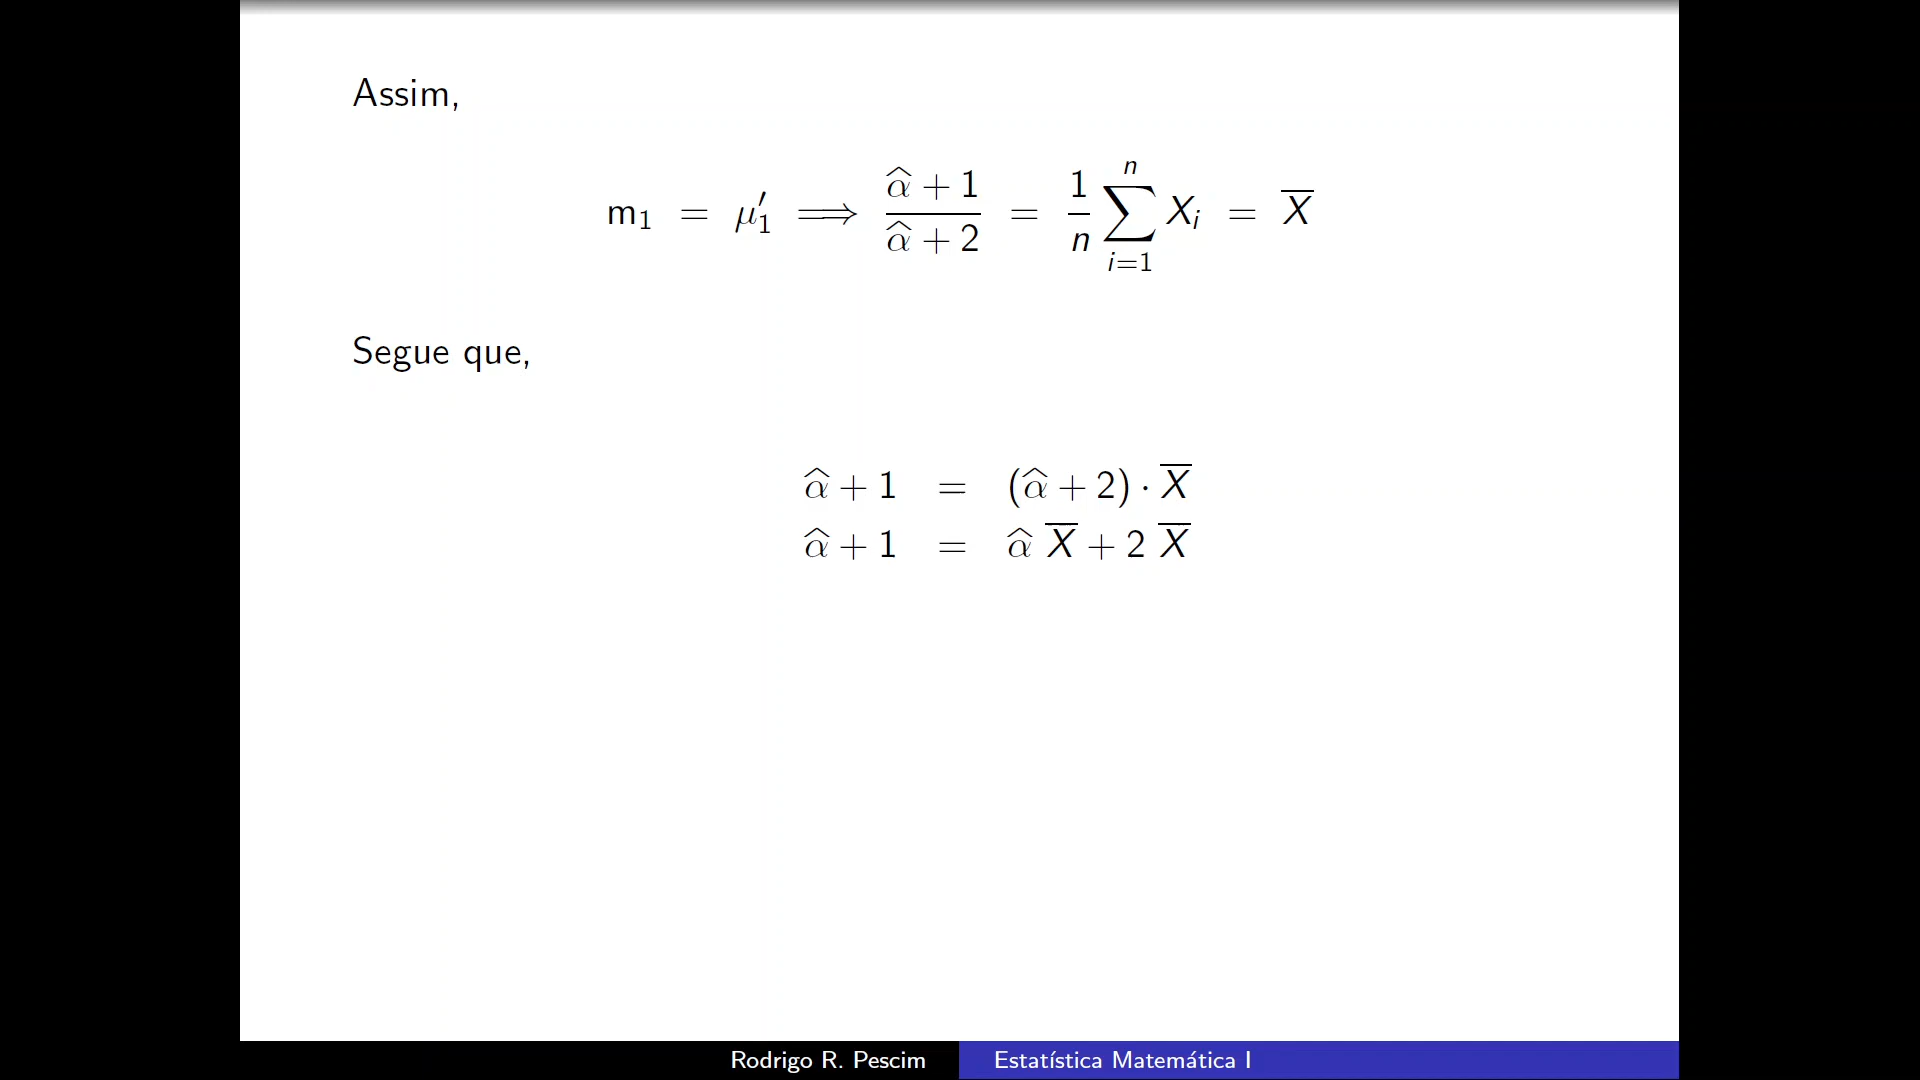 Assim,
m₁ = μ′₁ ⟹ (α̂ + 1)/(α̂ + 2) = (1/n) ∑ᵢ₌₁ⁿ Xᵢ = X̅
Segue que,
α̂ + 1 = (α̂ + 2) · X̅
α̂ + 1 = α̂ X̅ + 2 X̅
Rodrigo R. Pescim Estatística Matemática I